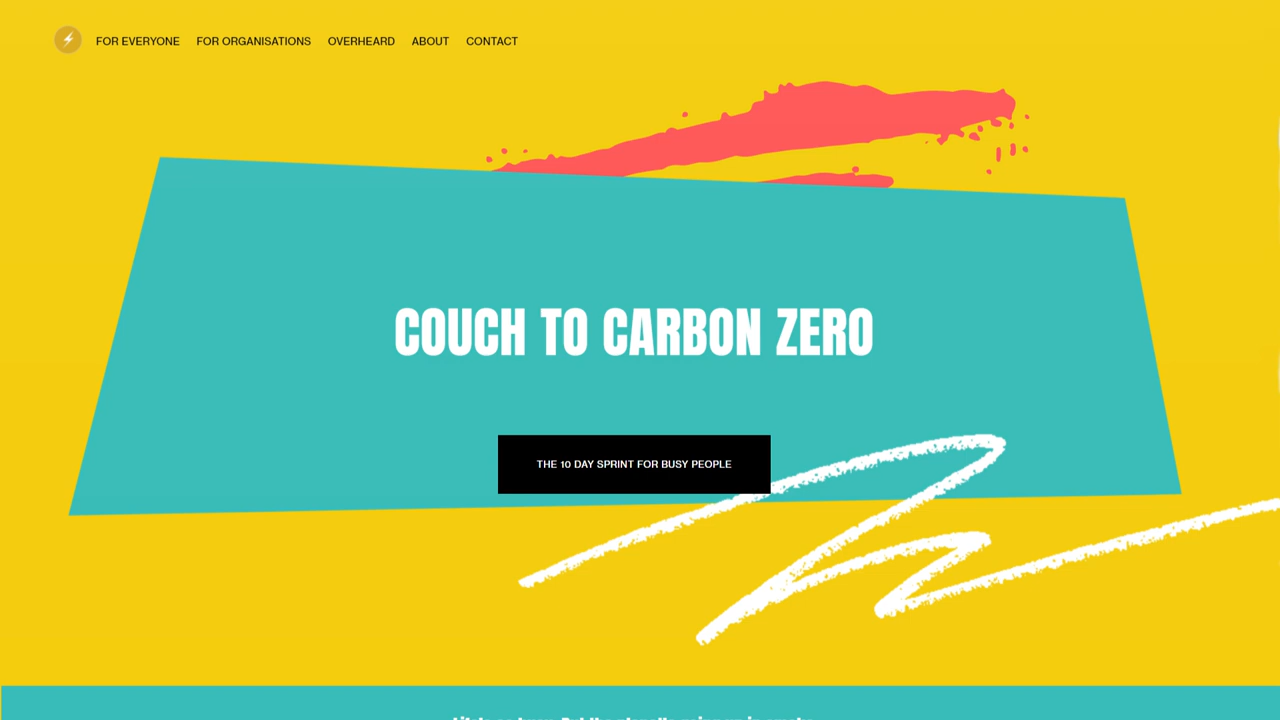 FOR EVERYONE FOR ORGANISATIONS OVERHEARD ABOUT CONTACT
COUCH TO CARBON ZERO
THE 10 DAY SPRINT FOR BUSY PEOPLE